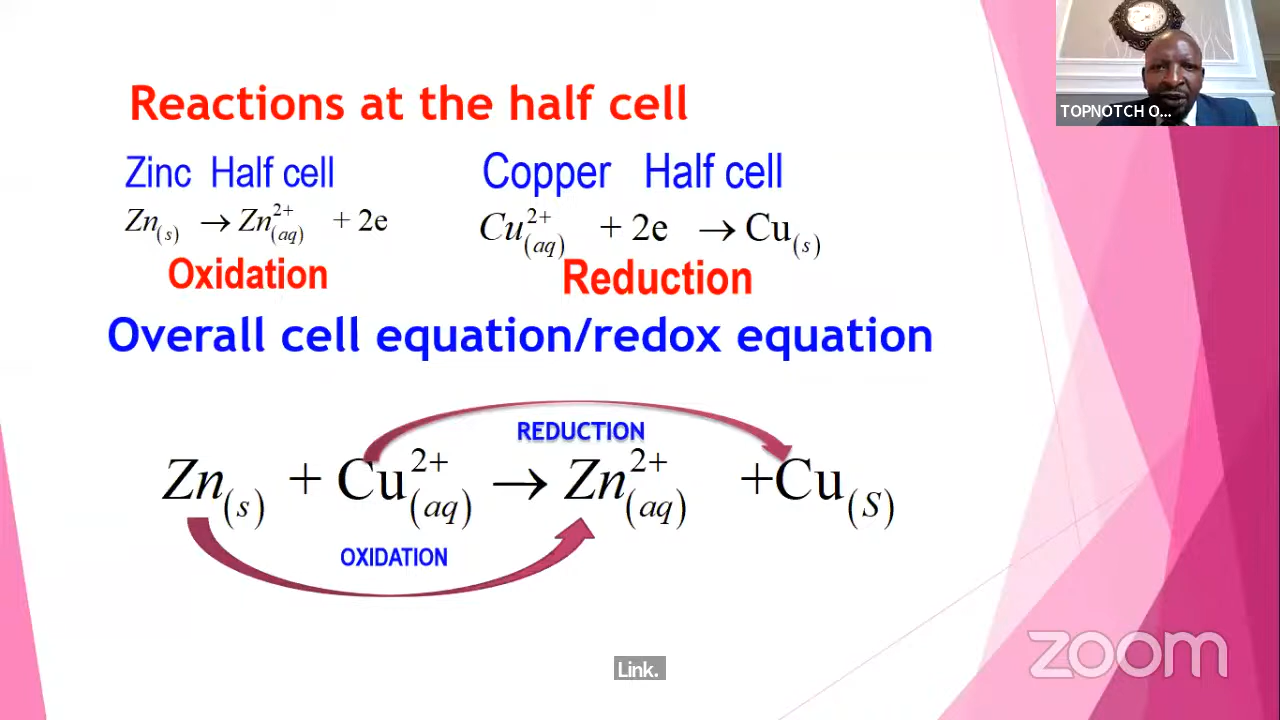 Reactions at the half cell
TOPNOTCH O...
Zinc Half cell
Copper Half cell
Zn(s) → Zn2+(aq) + 2e
Cu2+(aq) + 2e → Cu(s)
Oxidation
Reduction
Overall cell equation/redox equation
REDUCTION
Zn(s) + Cu2+(aq) → Zn2+(aq) +Cu(S)
OXIDATION
zoom
Link.